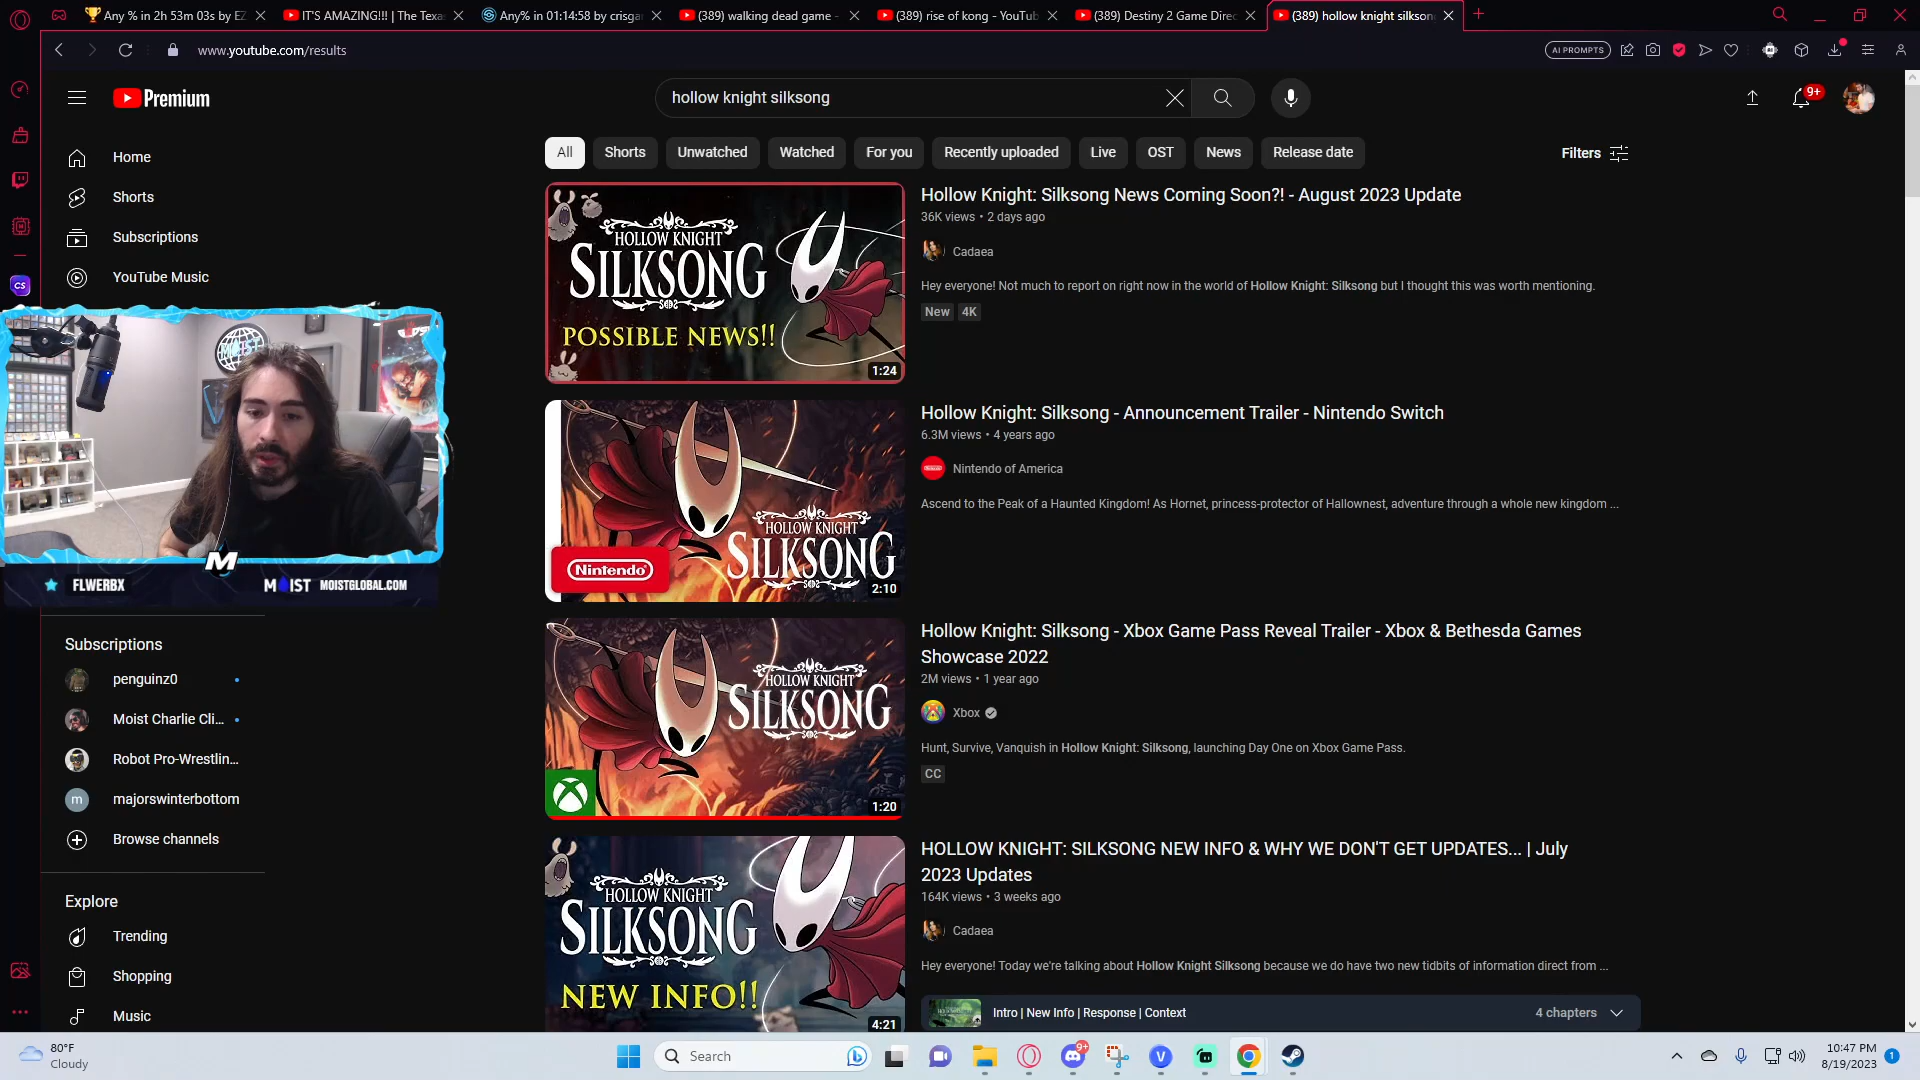 Any % in 2h 53m 03s by EZ
IT'S AMAZING!!! | The Texa
Any% in 01:14:58 by crisga
(389) walking dead game -
(389) rise of kong - YouTub
(389) Destiny 2 Game Direc
(389) hollow knight silkson
www.youtube.com/results
AI PROMPTS
Premium
hollow knight silksong
9+
All
Shorts
Unwatched
Watched
For you
Recently uploaded
Live
OST
News
Release date
Filters
Home
Shorts
Subscriptions
YouTube Music
CS
HOLLOW KNIGHT
SILKSONG
POSSIBLE NEWS!!
1:24
Hollow Knight: Silksong News Coming Soon?! - August 2023 Update
36K views • 2 days ago
Cadaea
Hey everyone! Not much to report on right now in the world of Hollow Knight: Silksong but I thought this was worth mentioning.
New
4K
MOIST
M
FLWERBX
MOIST
MOISTGLOBAL.COM
HOLLOW KNIGHT
SILKSONG
Nintendo
2:10
Hollow Knight: Silksong - Announcement Trailer - Nintendo Switch
6.3M views • 4 years ago
Nintendo of America
Ascend to the Peak of a Haunted Kingdom! As Hornet, princess-protector of Hallownest, adventure through a whole new kingdom ...
HOLLOW KNIGHT
SILKSONG
1:20
Hollow Knight: Silksong - Xbox Game Pass Reveal Trailer - Xbox & Bethesda Games
Showcase 2022
2M views • 1 year ago
Xbox
Hunt, Survive, Vanquish in Hollow Knight: Silksong, launching Day One on Xbox Game Pass.
CC
Subscriptions
penguinz0
Moist Charlie Cli...
Robot Pro-Wrestlin...
m
majorswinterbottom
Browse channels
Explore
Trending
Shopping
Music
HOLLOW KNIGHT
SILKSONG
NEW INFO!!
4:21
HOLLOW KNIGHT: SILKSONG NEW INFO & WHY WE DON'T GET UPDATES... | July
2023 Updates
164K views • 3 weeks ago
Cadaea
Hey everyone! Today we're talking about Hollow Knight Silksong because we do have two new tidbits of information direct from ...
Intro | New Info | Response | Context
4 chapters
80°F
Cloudy
Search
9+
V
10:47 PM
8/19/2023
1